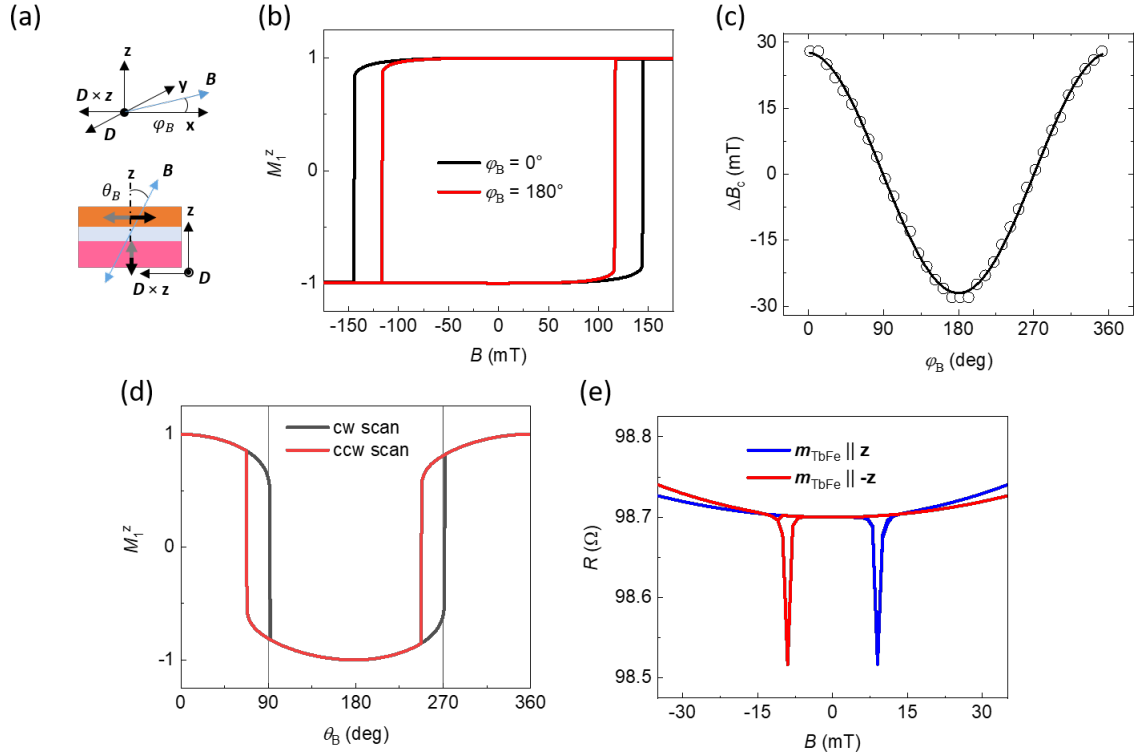 (a)
z
y
B
D × z
x
D
φB
z
B
θB
z
D × z
D
(b)
1
0
-1
M1z
φB = 0°
φB = 180°
-150 -100 -50 0 50 100 150
B (mT)
(c)
30
15
0
-15
-30
ΔBc (mT)
0 90 180 270 360
φB (deg)
(d)
1
0
-1
M1z
cw scan
ccw scan
0 90 180 270 360
θB (deg)
(e)
98.8
98.7
98.6
98.5
R (Ω)
mTbFe || z
mTbFe || -z
-30 -15 0 15 30
B (mT)